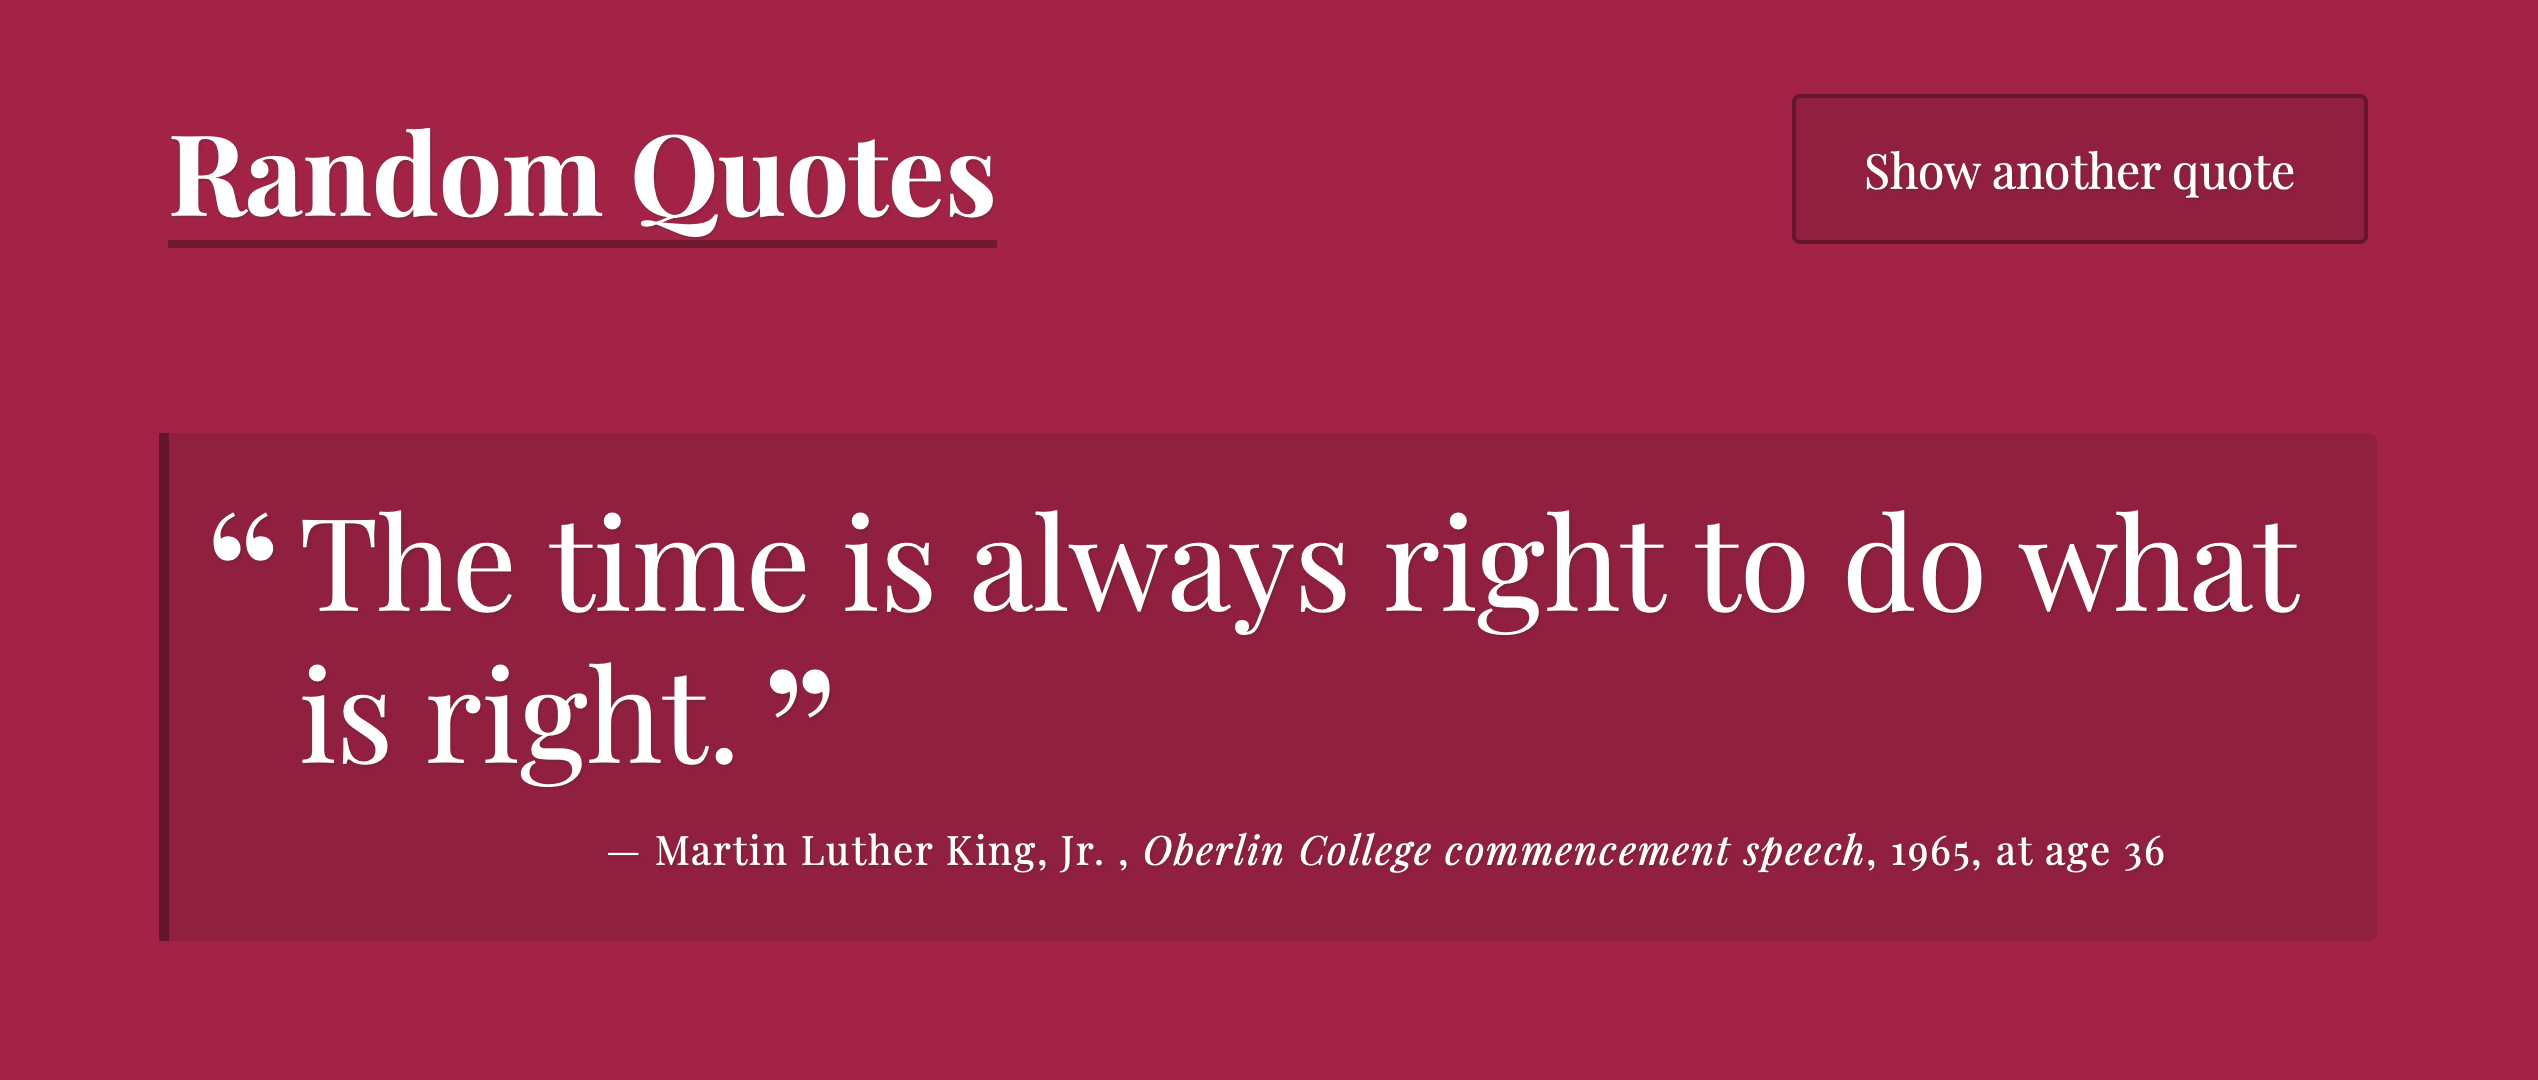 Random Quotes
Show another quote
“ The time is always right to do what
is right. ”
— Martin Luther King, Jr. , Oberlin College commencement speech, 1965, at age 36